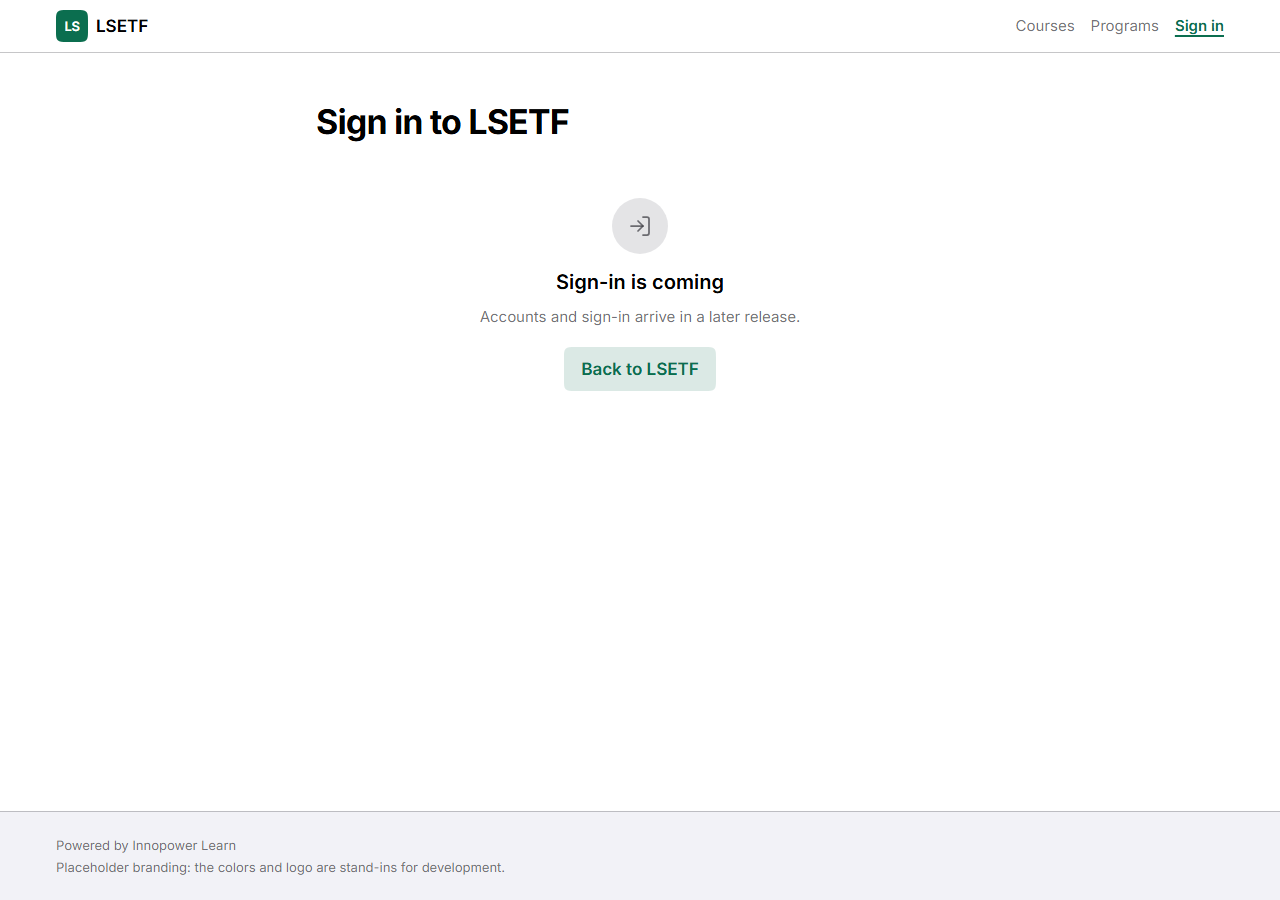 LS LSETF Courses Programs Sign in
Sign in to LSETF
Sign-in is coming
Accounts and sign-in arrive in a later release.
Back to LSETF
Powered by Innopower Learn
Placeholder branding: the colors and logo are stand-ins for development.